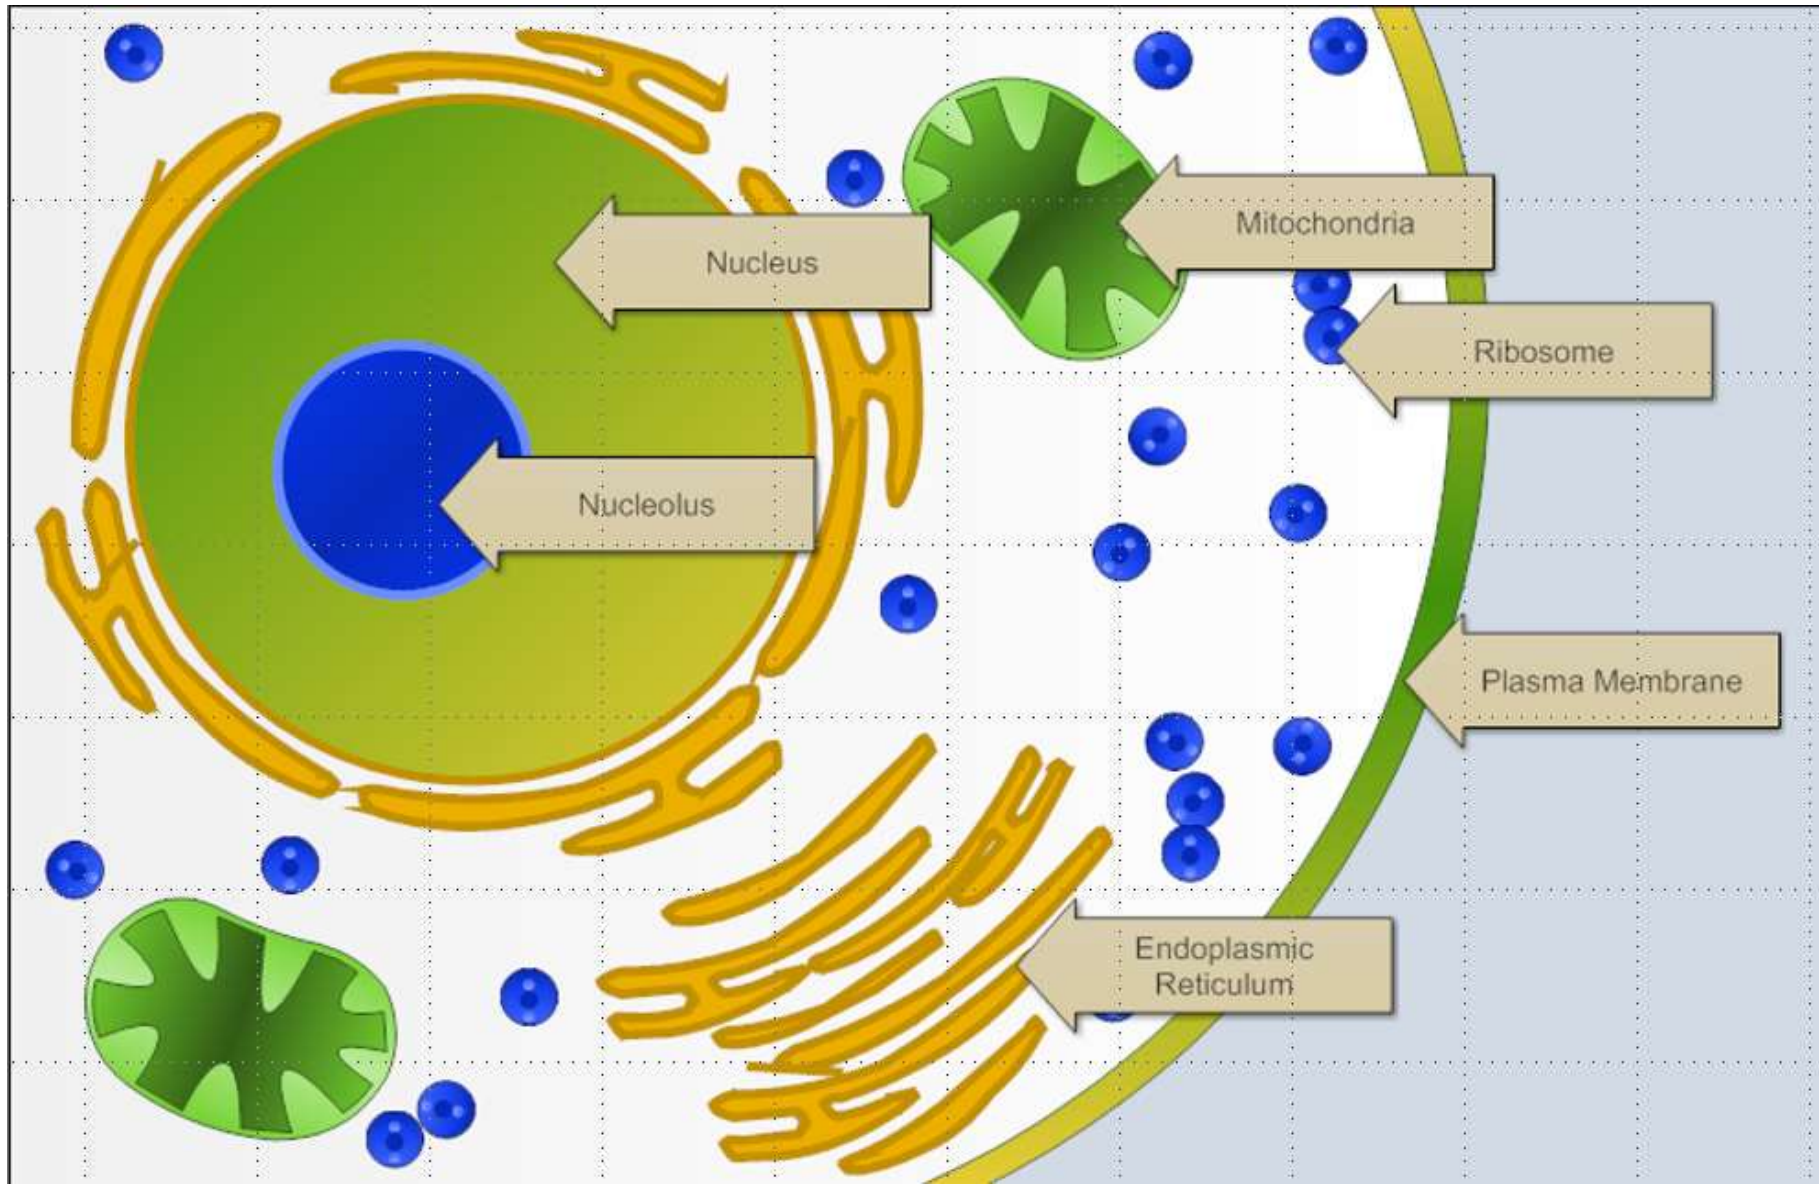 Mitochondria
Nucleus
Ribosome
Nucleolus
Plasma Membrane
Endoplasmic
Reticulum